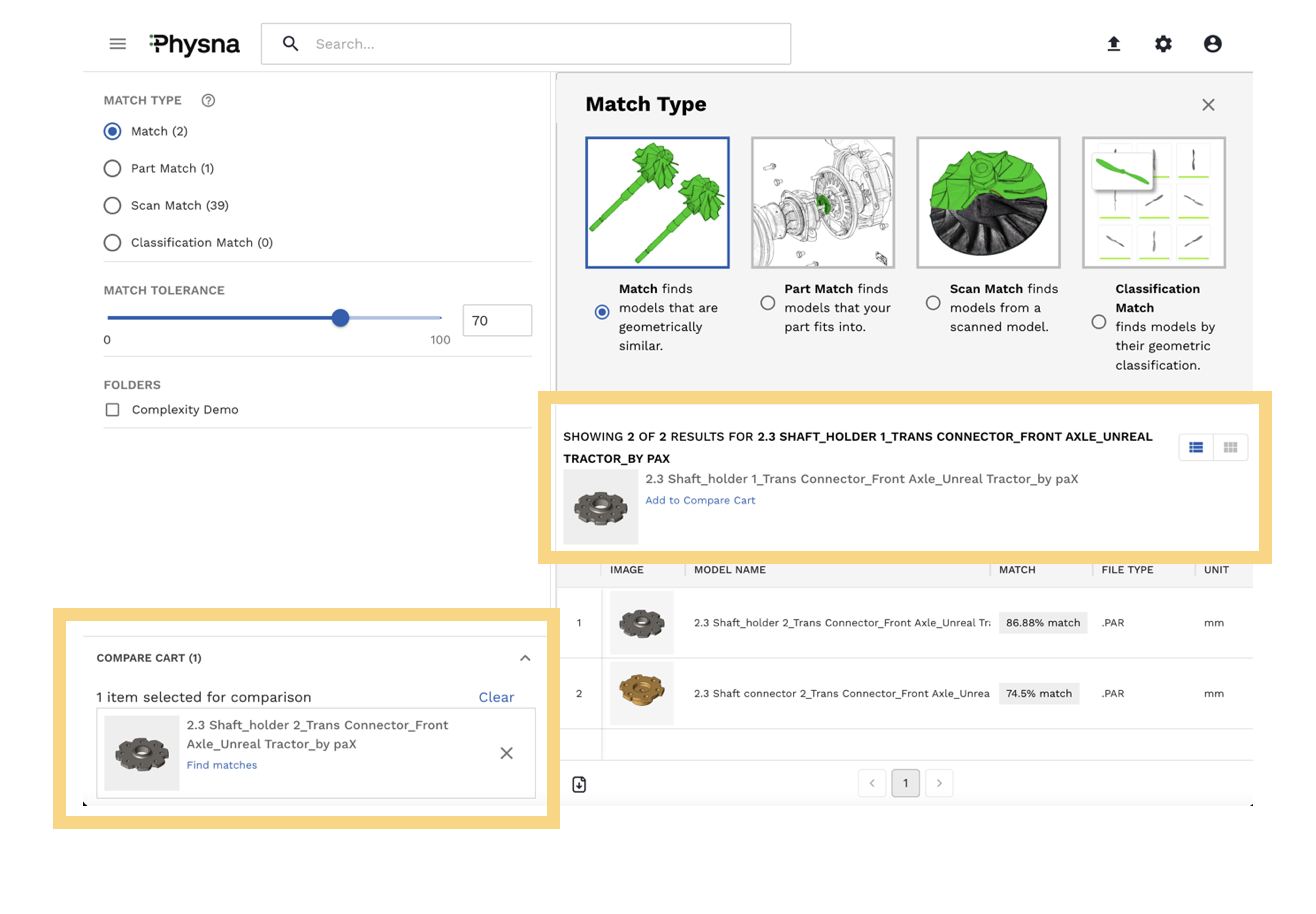 Physna
Search...
MATCH TYPE
Match (2)
Part Match (1)
Scan Match (39)
Classification Match (0)
MATCH TOLERANCE
70
0
100
FOLDERS
Complexity Demo
Match Type
Match finds
models that are
geometrically
similar.
Part Match finds
models that your
part fits into.
Scan Match finds
models from a
scanned model.
Classification
Match
finds models by
their geometric
classification.
SHOWING 2 OF 2 RESULTS FOR 2.3 SHAFT_HOLDER 1_TRANS CONNECTOR_FRONT AXLE_UNREAL
TRACTOR_BY PAX
2.3 Shaft_holder 1_Trans Connector_Front Axle_Unreal Tractor_by paX
Add to Compare Cart
IMAGE MODEL NAME MATCH FILE TYPE UNIT
1 2.3 Shaft_holder 2_Trans Connector_Front Axle_Unreal Tr 86.88% match .PAR mm
2 2.3 Shaft connector 2_Trans Connector_Front Axle_Unrea 74.5% match .PAR mm
1
COMPARE CART (1)
1 item selected for comparison
Clear
2.3 Shaft_holder 2_Trans Connector_Front
Axle_Unreal Tractor_by paX
Find matches